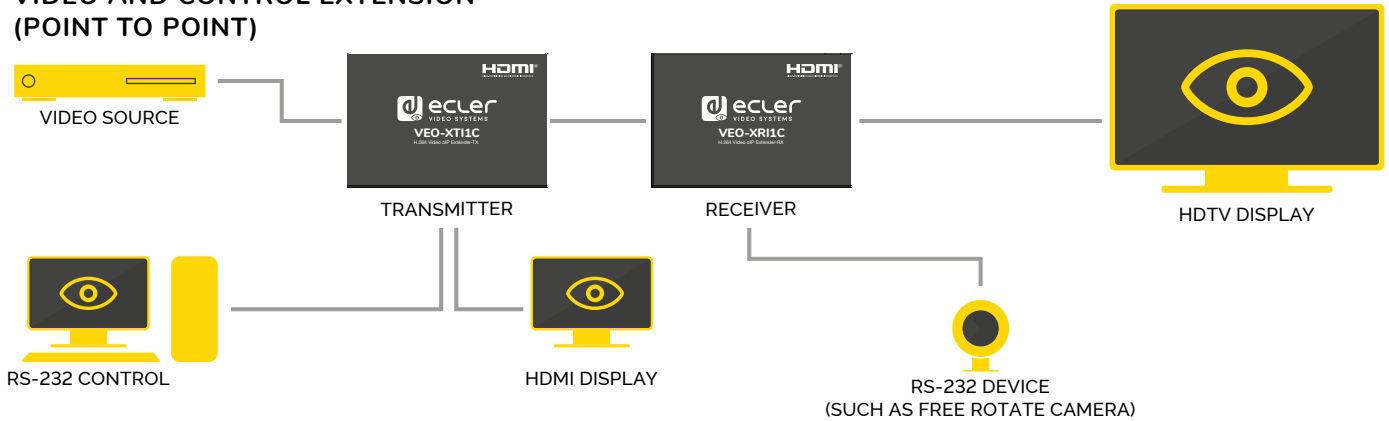 VIDEO AND CONTROL EXTENSION
(POINT TO POINT)
HDMI
ecler
VIDEO SYSTEMS
VEO-XTI1C
H.264 Video oIP Extender-TX
HDMI
ecler
VIDEO SYSTEMS
VEO-XRI1C
H.264 Video oIP Extender-RX
VIDEO SOURCE
TRANSMITTER
RECEIVER
HDTV DISPLAY
RS-232 CONTROL
HDMI DISPLAY
RS-232 DEVICE
(SUCH AS FREE ROTATE CAMERA)